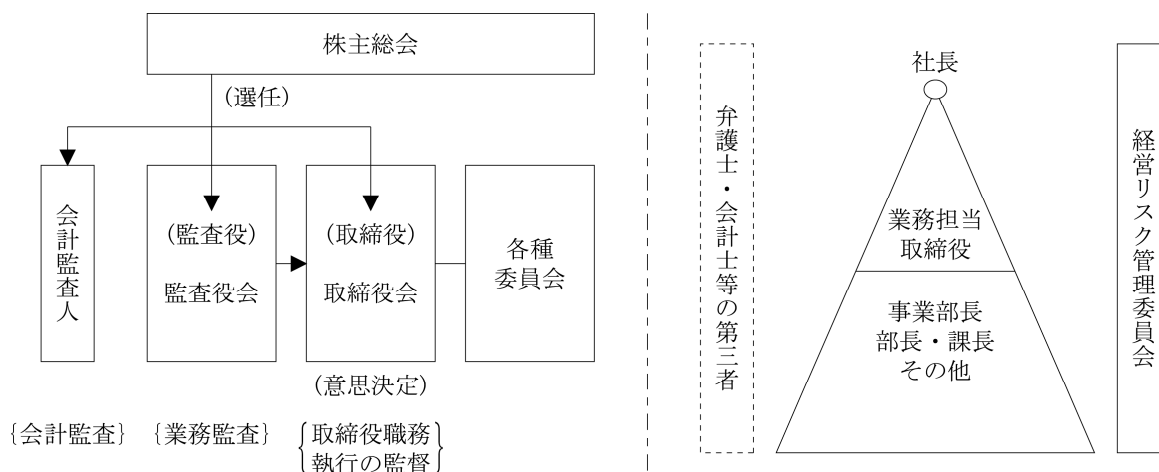 株主総会
(選任)
会計監査人
(監査役)
監査役会
(取締役)
取締役会
各種
委員会
(意思決定)
{会計監査}
{業務監査}
{取締役職務
執行の監督}
弁護士・会計士等の第三者
社長
業務担当
取締役
事業部長
部長・課長
その他
経営リスク管理委員会